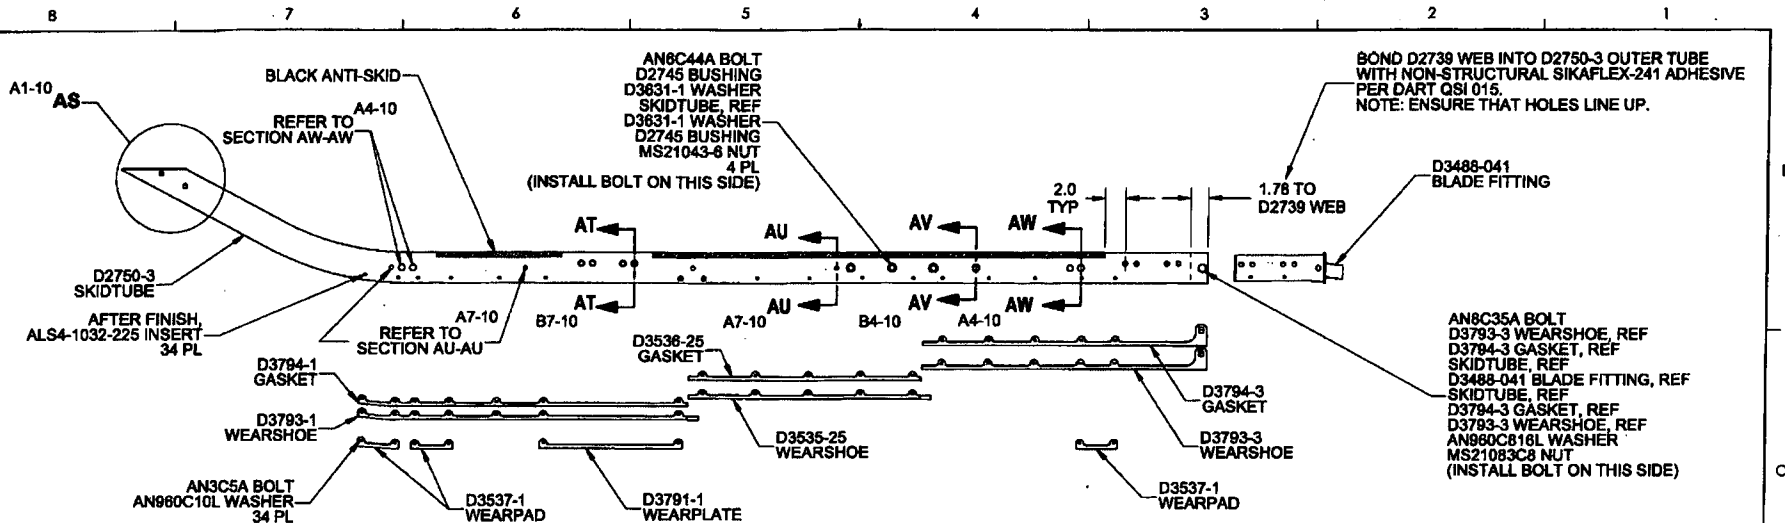 8 7 6 5 4 3 2 1
A1-10
AS
BLACK ANTI-SKID
A4-10
REFER TO
SECTION AW-AW
AN6C44A BOLT
D2745 BUSHING
D3631-1 WASHER
SKIDTUBE, REF
D3631-1 WASHER
D2745 BUSHING
MS21043-6 NUT
4 PL
(INSTALL BOLT ON THIS SIDE)
BOND D2739 WEB INTO D2750-3 OUTER TUBE
WITH NON-STRUCTURAL SIKAFLEX-241 ADHESIVE
PER DART QSI 015.
NOTE: ENSURE THAT HOLES LINE UP.
D3488-041
BLADE FITTING
2.0
TYP
1.78 TO
D2739 WEB
AT
AU
AV
AW
D2750-3
SKIDTUBE
AFTER FINISH,
ALS4-1032-225 INSERT
34 PL
REFER TO
SECTION AU-AU
A7-10
AT
B7-10
AU
A7-10
AV
B4-10
AW
A4-10
D3794-1
GASKET
D3793-1
WEARSHOE
D3536-25
GASKET
D3535-25
WEARSHOE
D3794-3
GASKET
D3793-3
WEARSHOE
AN8C35A BOLT
D3793-3 WEARSHOE, REF
D3794-3 GASKET, REF
SKIDTUBE, REF
D3488-041 BLADE FITTING, REF
SKIDTUBE, REF
D3794-3 GASKET, REF
D3793-3 WEARSHOE, REF
AN960C816L WASHER
MS21083C8 NUT
(INSTALL BOLT ON THIS SIDE)
AN3C5A BOLT
AN960C10L WASHER
34 PL
D3537-1
WEARPAD
D3791-1
WEARPLATE
D3537-1
WEARPAD